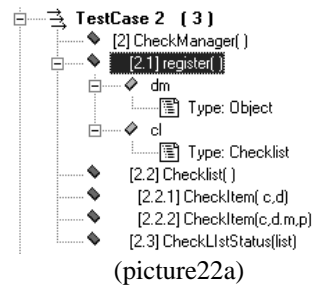 TestCase 2 ( 3 )
[2] CheckManager( )
[2.1] register( )
dm
Type: Object
cl
Type: Checklist
[2.2] Checklist( )
[2.2.1] CheckItem( c,d)
[2.2.2] CheckItem(c,d.m,p)
[2.3] CheckLIstStatus(list)
(picture22a)